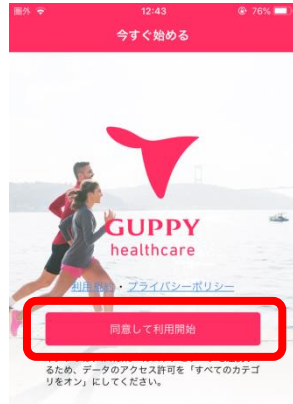 圏外 12:43 76%
今すぐ始める
GUPPY
healthcare
利用 ・プライバシーポリシー
同意して利用開始
るため、データのアクセス許可を「すべてのカテゴ
リをオン」にしてください。